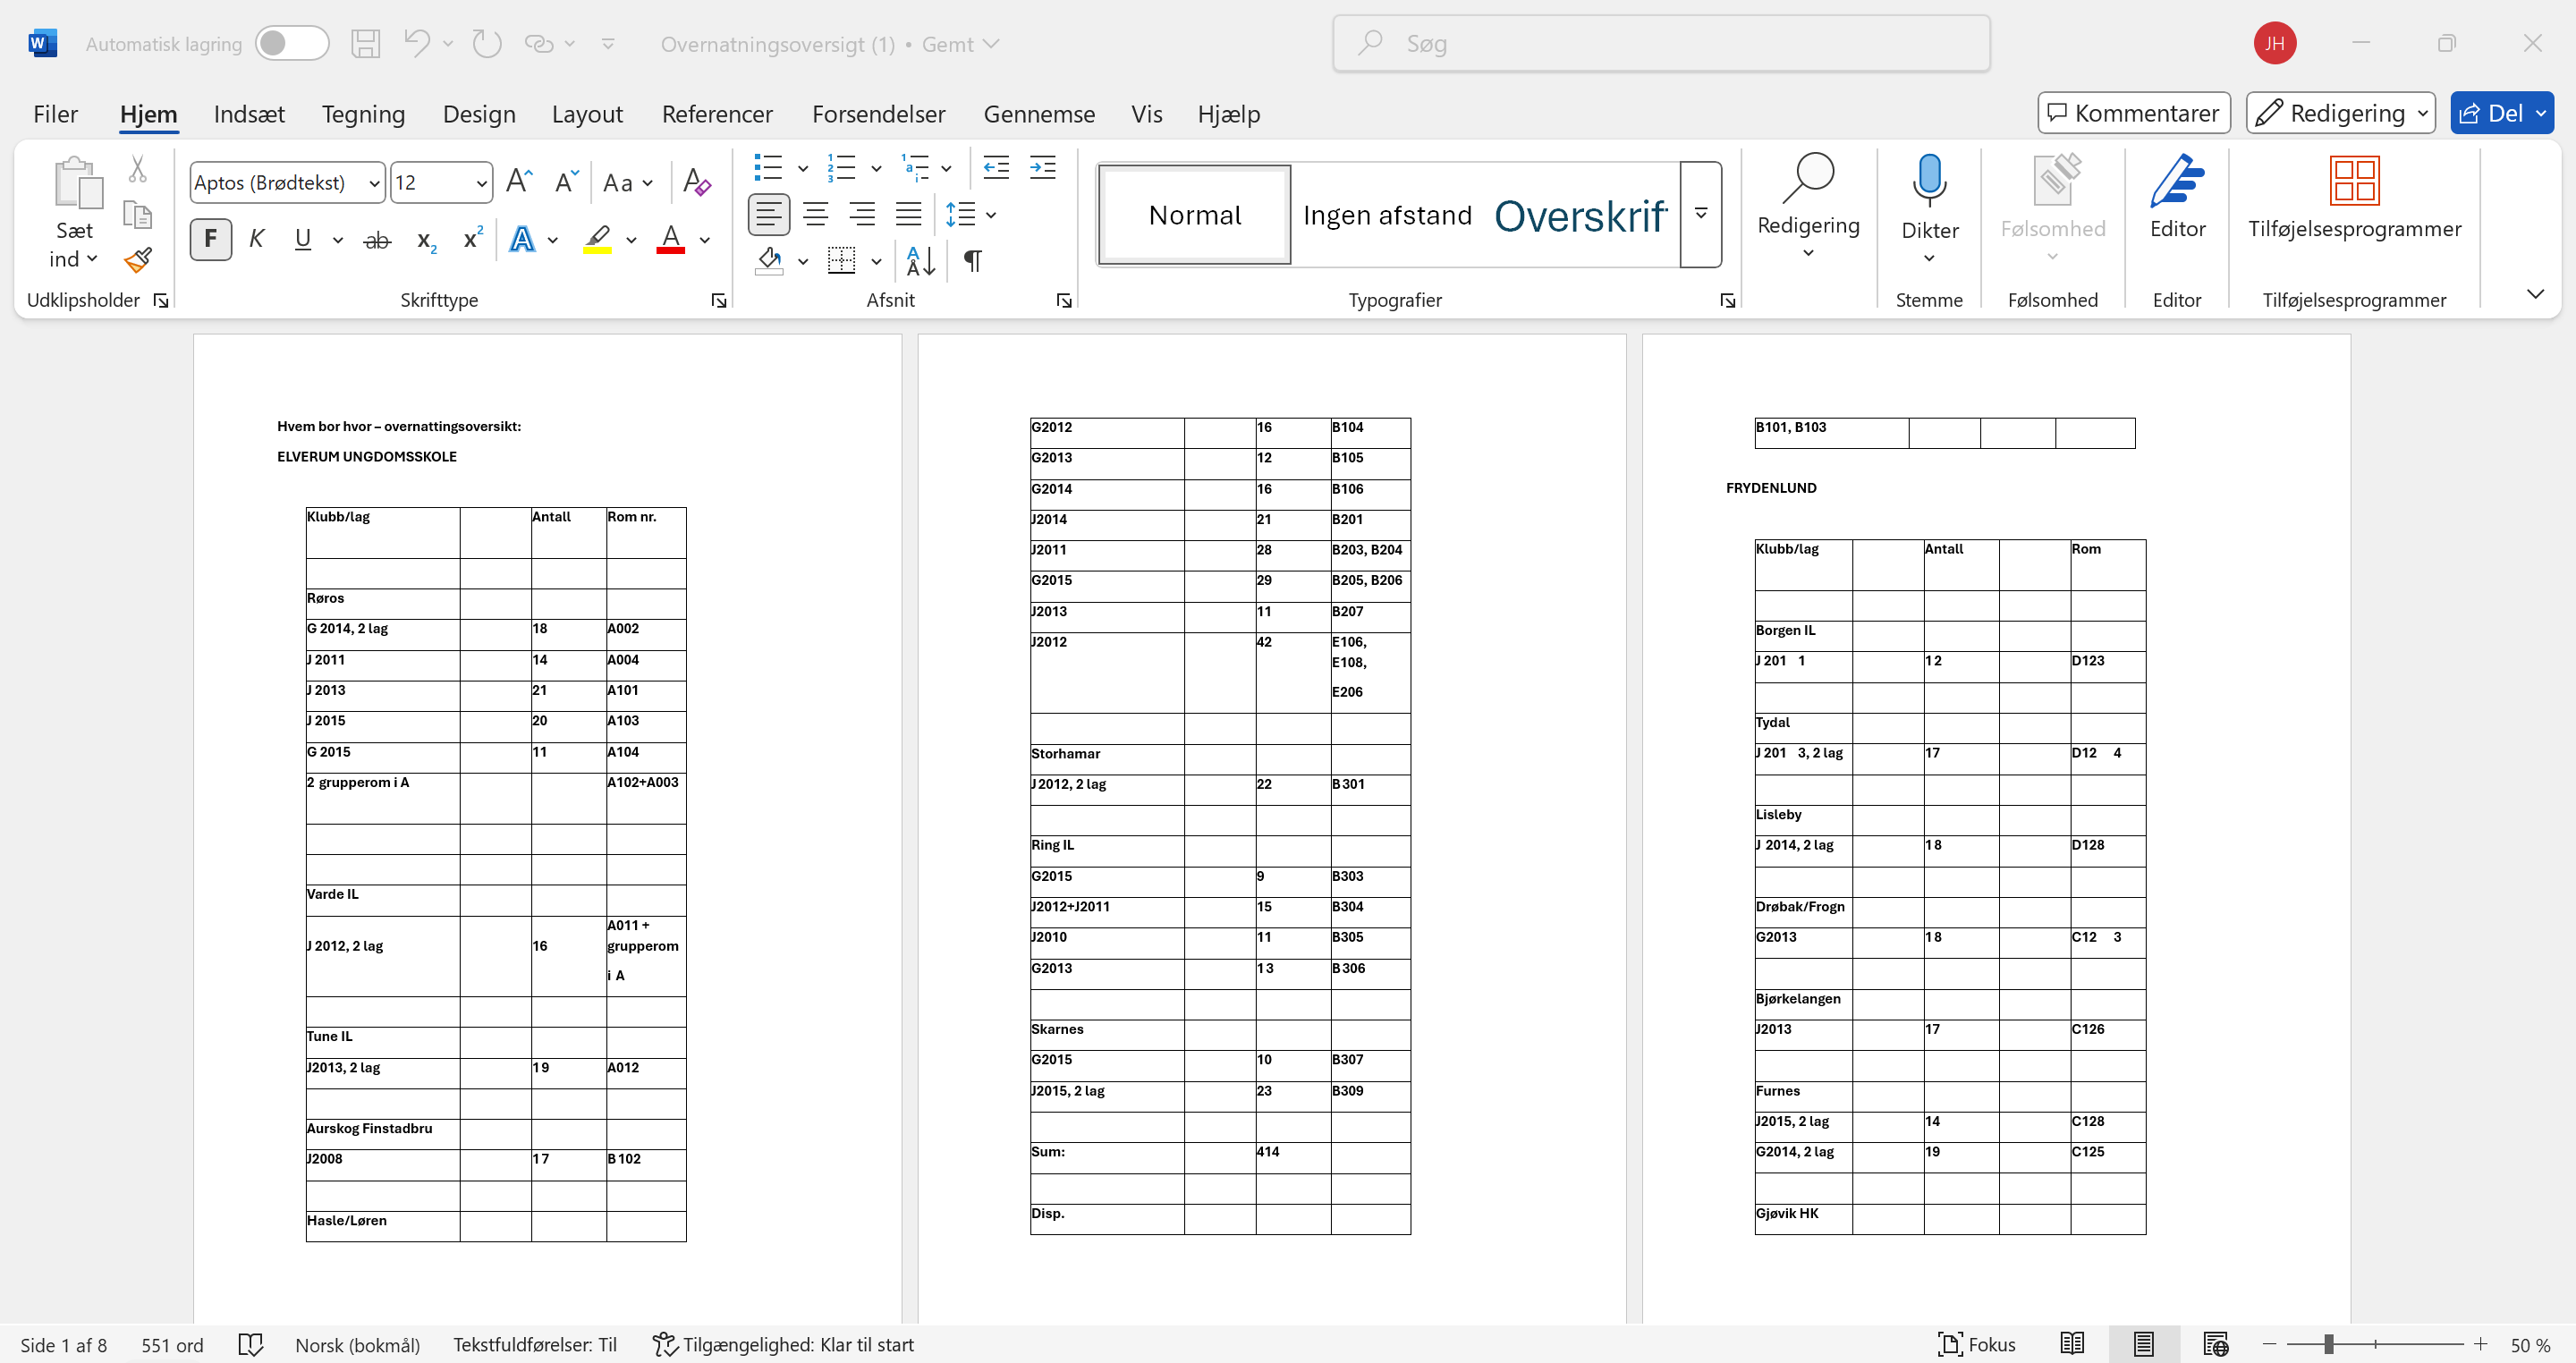 Automatisk lagring
Overnatningsoversigt (1) • Gemt
Søg
JH
Filer Hjem Indsæt Tegning Design Layout Referencer Forsendelser Gennemse Vis Hjælp
Kommentarer Redigering Del
Sæt ind
Udklipsholder
Aptos (Brødtekst) 12
Skrifttype
Afsnit
Normal Ingen afstand Overskrif
Typografier
Redigering
Dikter
Stemme
Følsomhed
Følsomhed
Editor
Editor
Tilføjelsesprogrammer
Tilføjelsesprogrammer
Hvem bor hvor – overnattingsoversikt:
ELVERUM UNGDOMSSKOLE
Klubb/lag Antall Rom nr.
Røros
G 2014, 2 lag 18 A002
J 2011 14 A004
J 2013 21 A101
J 2015 20 A103
G 2015 11 A104
2 grupperom i A A102+A003
Varde IL
J 2012, 2 lag 16 A011 + grupperom i A
Tune IL
J2013, 2 lag 19 A012
Aurskog Finstadbru
J2008 17 B102
Hasle/Løren
G2012 16 B104
G2013 12 B105
G2014 16 B106
J2014 21 B201
J2011 28 B203, B204
G2015 29 B205, B206
J2013 11 B207
J2012 42 E106, E108, E206
Storhamar
J2012, 2 lag 22 B301
Ring IL
G2015 9 B303
J2012+J2011 15 B304
J2010 11 B305
G2013 13 B306
Skarnes
G2015 10 B307
J2015, 2 lag 23 B309
Sum: 414
Disp.
B101, B103
FRYDENLUND
Klubb/lag Antall Rom
Borgen IL
J 201 1 12 D123
Tydal
J 201 3, 2 lag 17 D12 4
Lisleby
J 2014, 2 lag 18 D128
Drøbak/Frogn
G2013 18 C12 3
Bjørkelangen
J2013 17 C126
Furnes
J2015, 2 lag 14 C128
G2014, 2 lag 19 C125
Gjøvik HK
Side 1 af 8 551 ord Norsk (bokmål) Tekstfuldførelser: Til Tilgængelighed: Klar til start Fokus 50 %